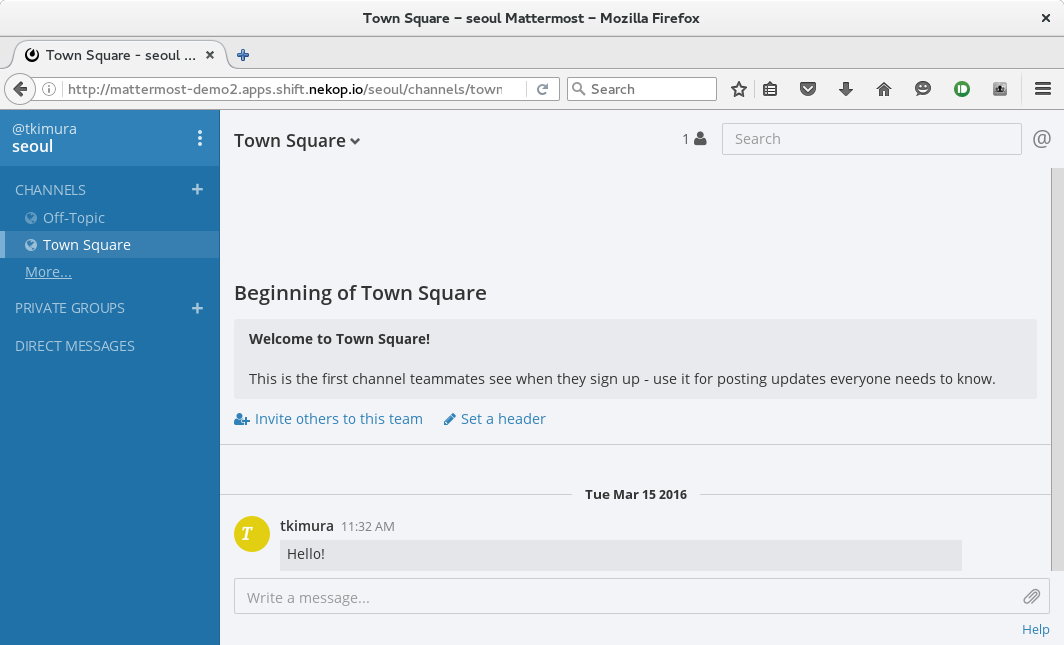 Town Square – seoul Mattermost – Mozilla Firefox
Town Square - seoul ...
http://mattermost-demo2.apps.shift.nekop.io/seoul/channels/town
Search
@tkimura
seoul
Town Square
1
Search
@
CHANNELS
Off-Topic
Town Square
More...
PRIVATE GROUPS
DIRECT MESSAGES
Beginning of Town Square
Welcome to Town Square!
This is the first channel teammates see when they sign up - use it for posting updates everyone needs to know.
Invite others to this team
Set a header
Tue Mar 15 2016
T
tkimura 11:32 AM
Hello!
Write a message...
Help